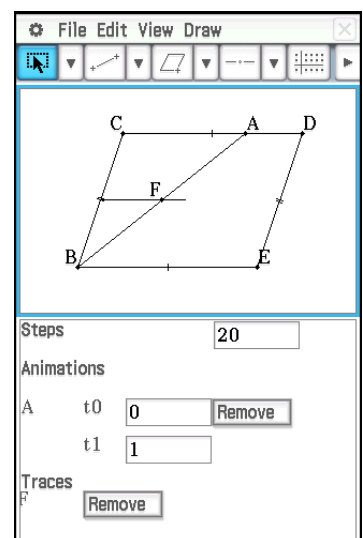 File Edit View Draw
C A D
F
B E
Steps 20
Animations
A t0 0 Remove
t1 1
Traces
F Remove